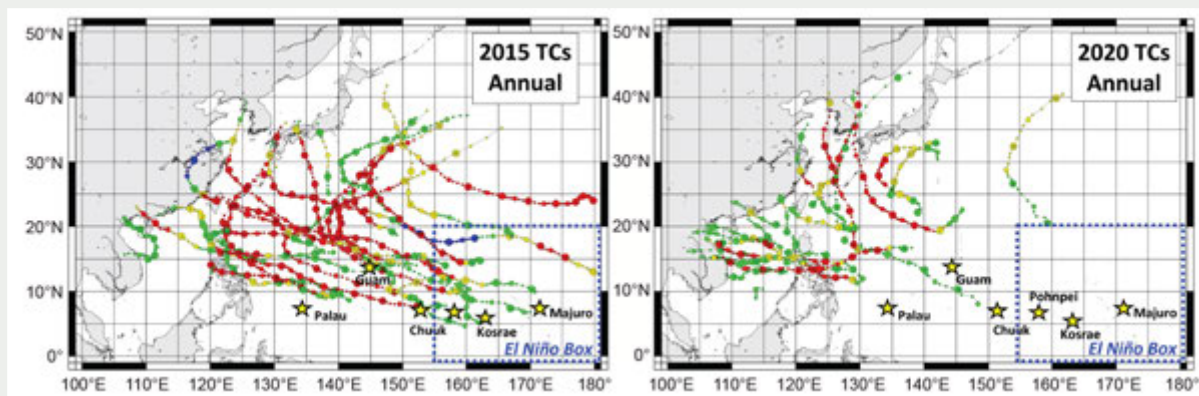 2015 TCs
Annual
50°N
40°N
30°N
20°N
10°N
0°
Guam
Palau
Chuuk
Kosrae
Majuro
El Niño Box
100°E 110°E 120°E 130°E 140°E 150°E 160°E 170°E 180°
2020 TCs
Annual
50°N
40°N
30°N
20°N
10°N
0°
Guam
Palau
Chuuk
Pohnpei
Kosrae
Majuro
El Niño Box
100°E 110°E 120°E 130°E 140°E 150°E 160°E 170°E 180°